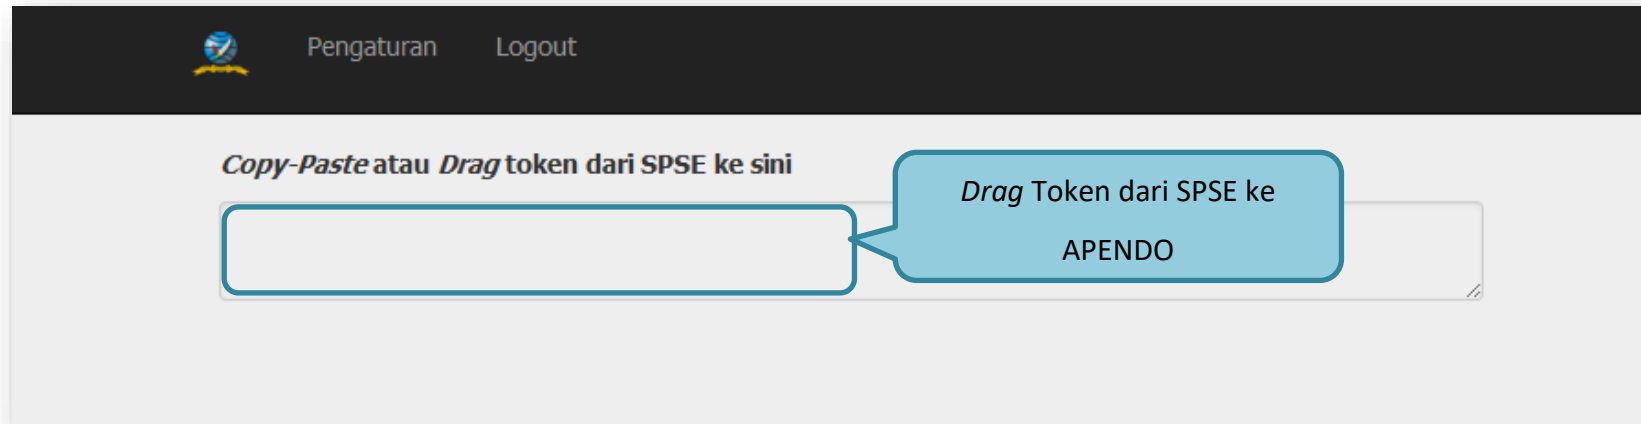 Pengaturan Logout
Copy-Paste atau Drag token dari SPSE ke sini
Drag Token dari SPSE ke
APENDO